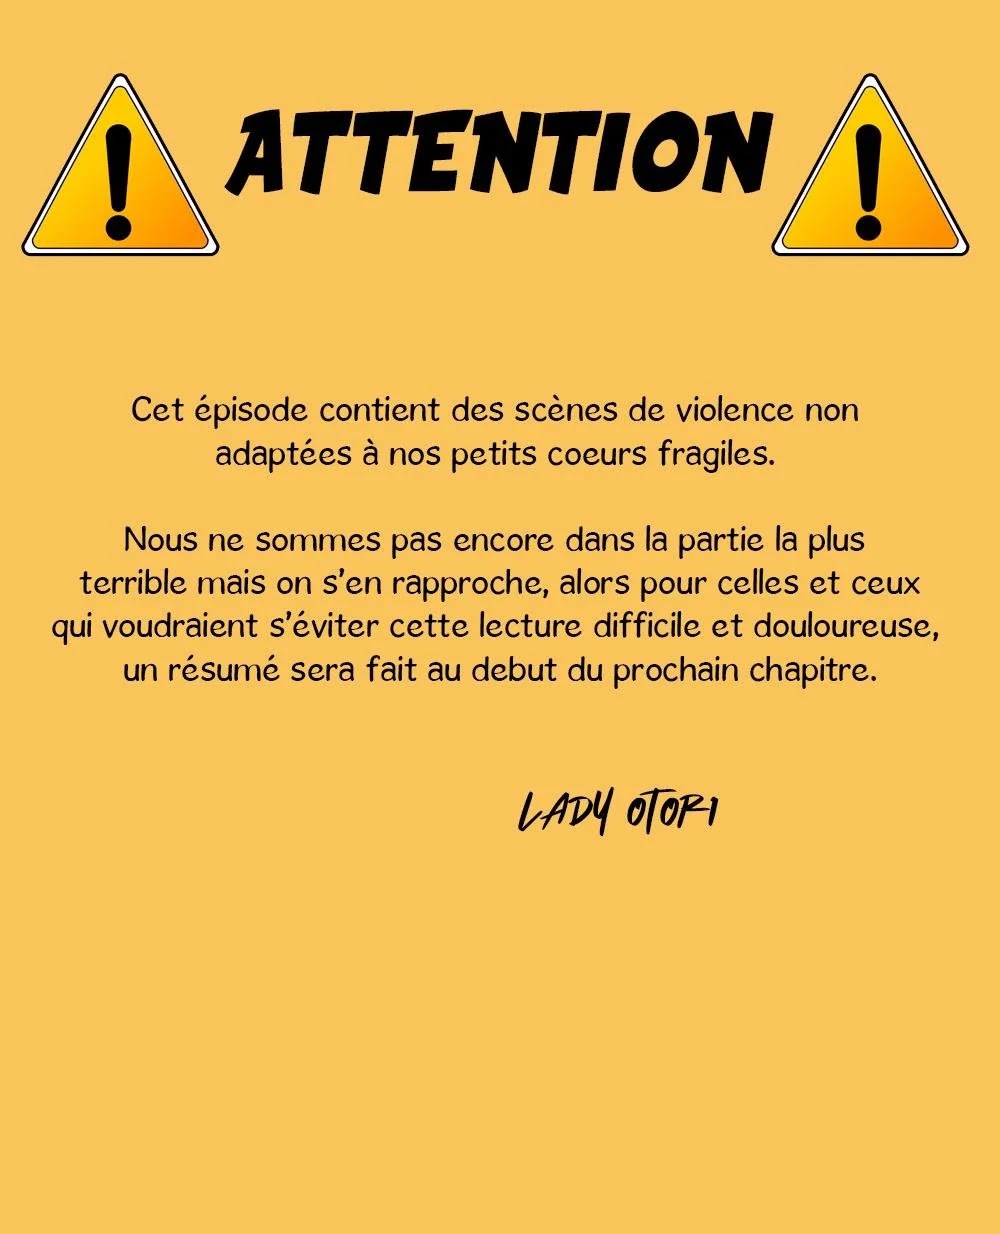 ATTENTION
Cet épisode contient des scènes de violence non
adaptées à nos petits coeurs fragiles.
Nous ne sommes pas encore dans la partie la plus
terrible mais on s'en rapproche, alors pour celles et ceux
qui voudraient s'éviter cette lecture difficile et douloureuse,
un résumé sera fait au debut du prochain chapitre.
LADY OTORI